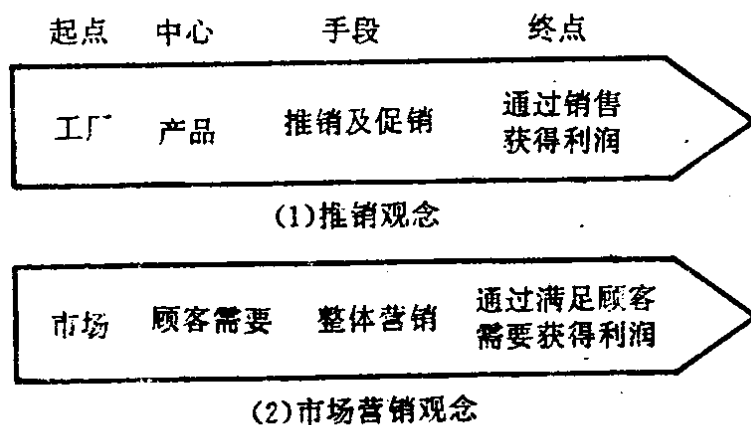 起点 中心 手段 终点
工厂 产品 推销及促销 通过销售
获得利润
(1)推销观念
市场 顾客需要 整体营销 通过满足顾客
需要获得利润
(2)市场营销观念